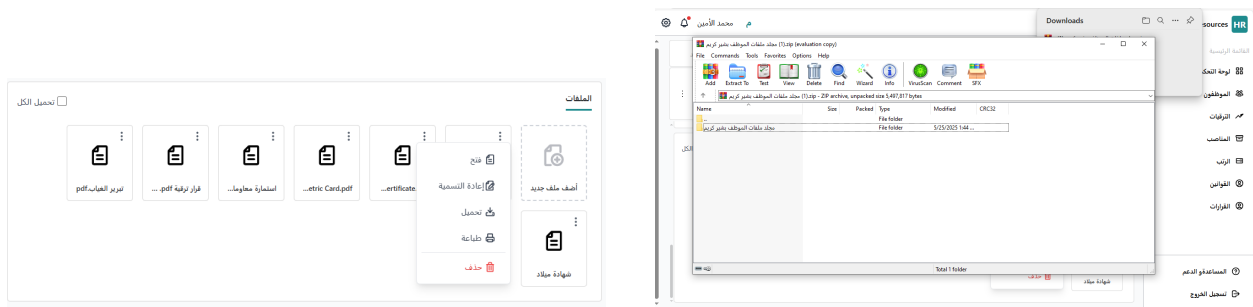 الملفات
تحميل الكل
أضف ملف جديد
...ertificate
...etric Card.pdf
استمارة معلوما...
قرار ترقية pdf. ...
تبرير الغياب.pdf
فتح
إعادة التسمية
تحميل
طباعة
حذف
شهادة ميلاد
محمد الأمين
م
Downloads
sources HR
القائمة الرئيسية
لوحة التحك
الموظفون
الترقيات
المناصب
الرتب
القوانين
القرارات
المساعدةو الدعم
تسجيل الخروج
مجلد ملفات الموظف بشير كريم (1).zip (evaluation copy)
File Commands Tools Favorites Options Help
Add Extract To Test View Delete Find Wizard Info VirusScan Comment SFX
مجلد ملفات الموظف بشير كريم (1).zip - ZIP archive, unpacked size 5,497,817 bytes
Name Size Packed Type Modified CRC32
.. File folder
مجلد ملفات الموظف بشير كريم File folder 5/25/2025 1:44 ...
Total 1 folder
الكل
حذف
شهادة ميلاد